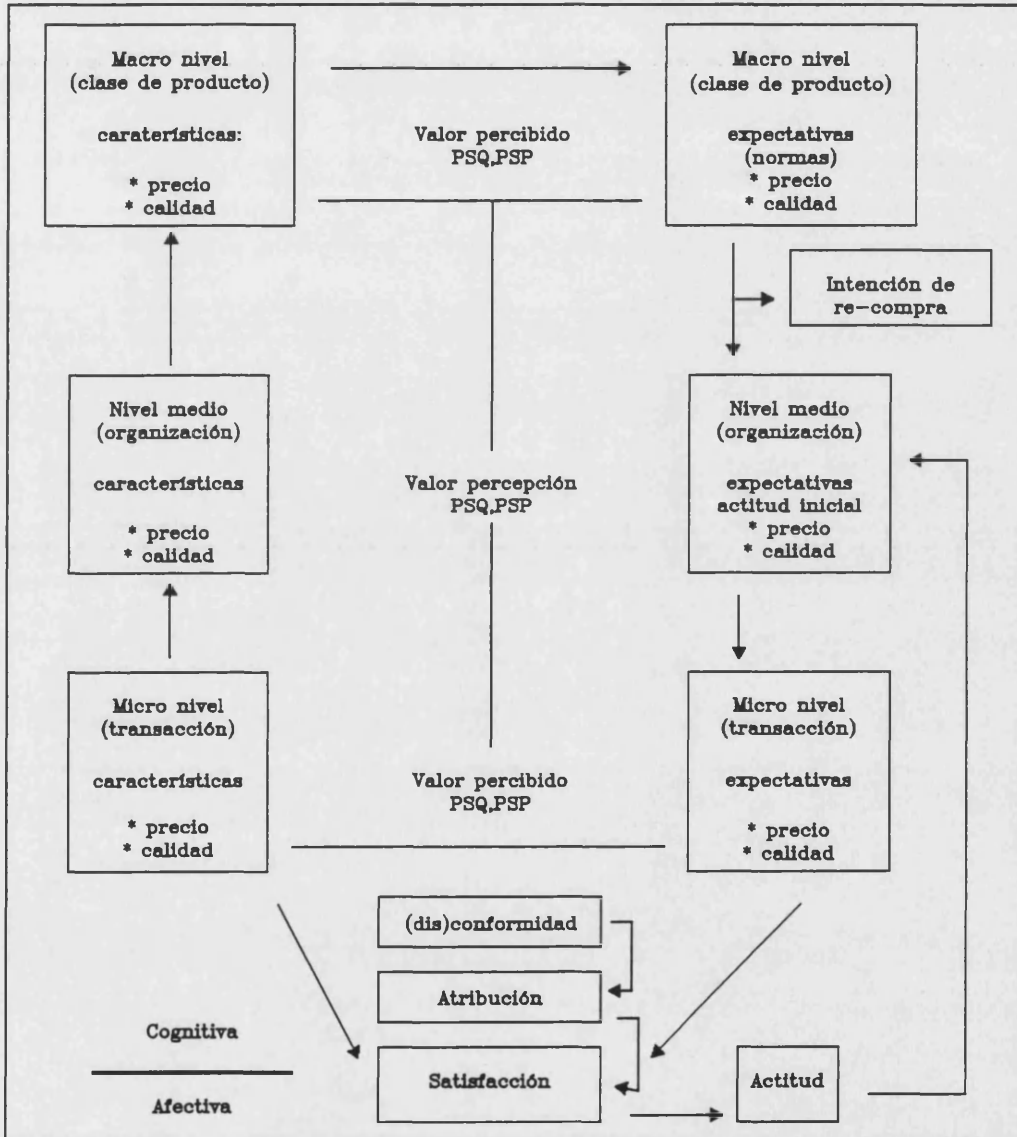 Macro nivel
(clase de producto)
caraterísticas:
* precio
* calidad
Valor percibido
PSQ,PSP
Macro nivel
(clase de producto)
expectativas
(normas)
* precio
* calidad
Intención de
re-compra
Nivel medio
(organización)
características
* precio
* calidad
Valor percepción
PSQ,PSP
Nivel medio
(organización)
expectativas
actitud inicial
* precio
* calidad
Micro nivel
(transacción)
características
* precio
* calidad
Valor percibido
PSQ,PSP
Micro nivel
(transacción)
expectativas
* precio
* calidad
(dis)conformidad
Atribución
Cognitiva
Satisfacción
Actitud
Afectiva